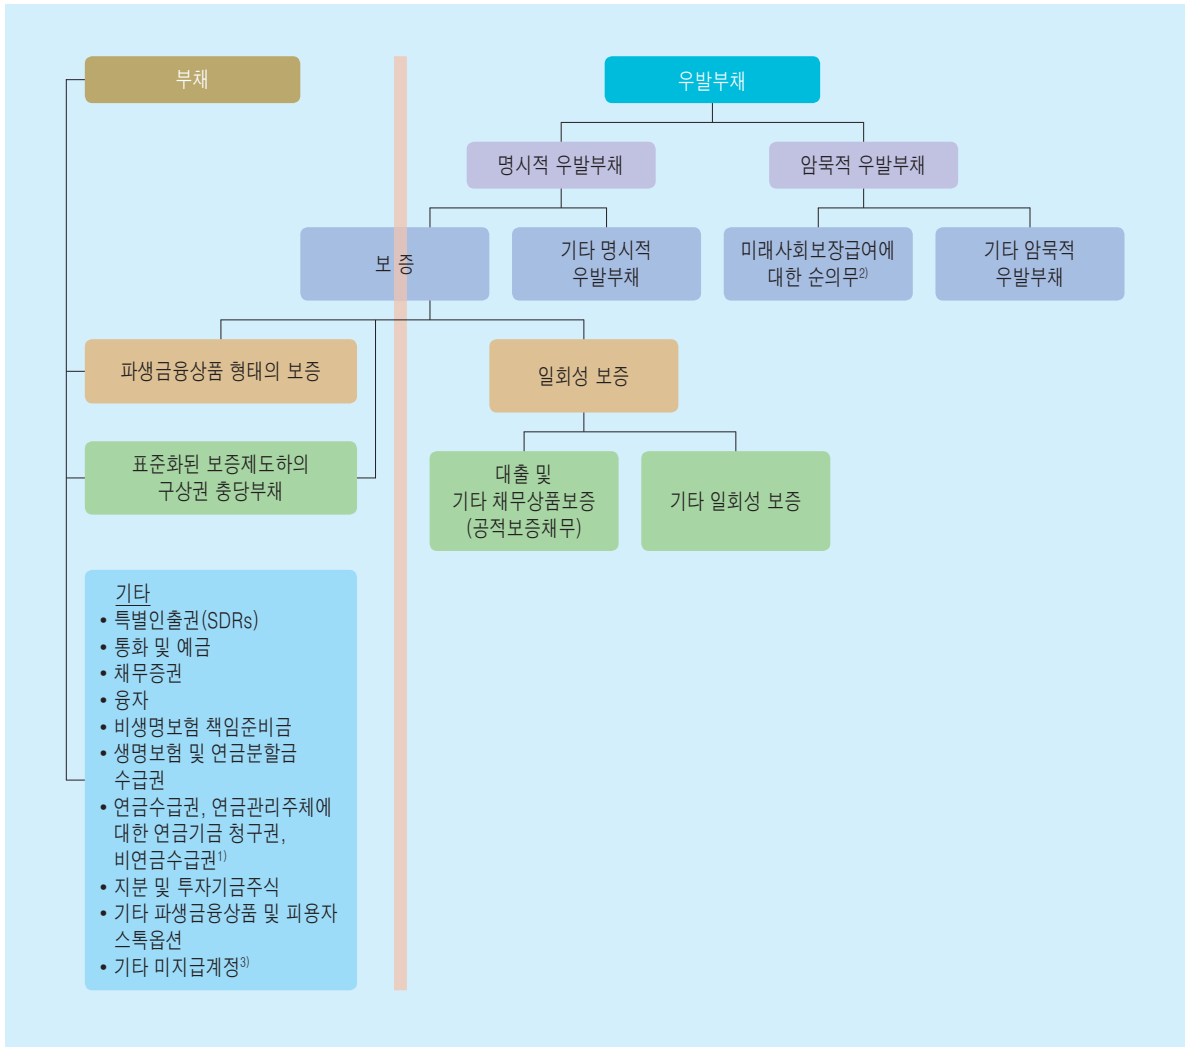 부채
우발부채
명시적 우발부채
암묵적 우발부채
보 증
기타 명시적
우발부채
미래사회보장급여에
대한 순의무2)
기타 암묵적
우발부채
파생금융상품 형태의 보증
일회성 보증
표준화된 보증제도하의
구상권 충당부채
대출 및
기타 채무상품보증
(공적보증채무)
기타 일회성 보증
기타
• 특별인출권(SDRs)
• 통화 및 예금
• 채무증권
• 융자
• 비생명보험 책임준비금
• 생명보험 및 연금분할금
수급권
• 연금수급권, 연금관리주체에
대한 연금기금 청구권,
비연금수급권1)
• 지분 및 투자기금주식
• 기타 파생금융상품 및 피용자
스톡옵션
• 기타 미지급계정3)